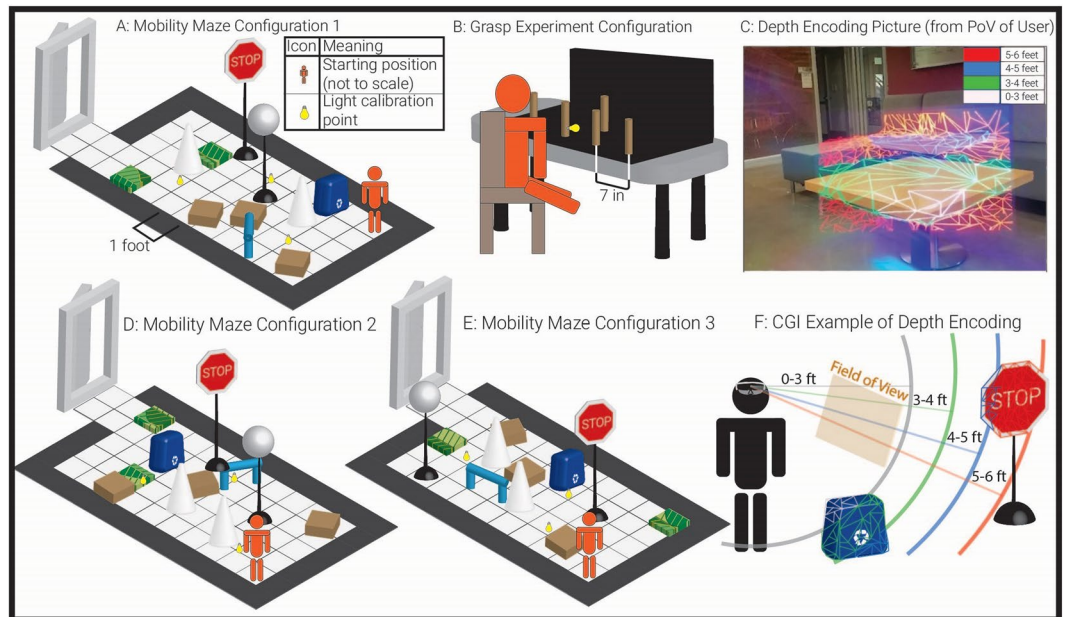 A: Mobility Maze Configuration 1
Icon Meaning
Starting position
(not to scale)
Light calibration
point
STOP
1 foot
B: Grasp Experiment Configuration
7 in
C: Depth Encoding Picture (from PoV of User)
5-6 feet
4-5 feet
3-4 feet
0-3 feet
D: Mobility Maze Configuration 2
STOP
E: Mobility Maze Configuration 3
STOP
F: CGI Example of Depth Encoding
0-3 ft
Field of View
3-4 ft
STOP
4-5 ft
5-6 ft